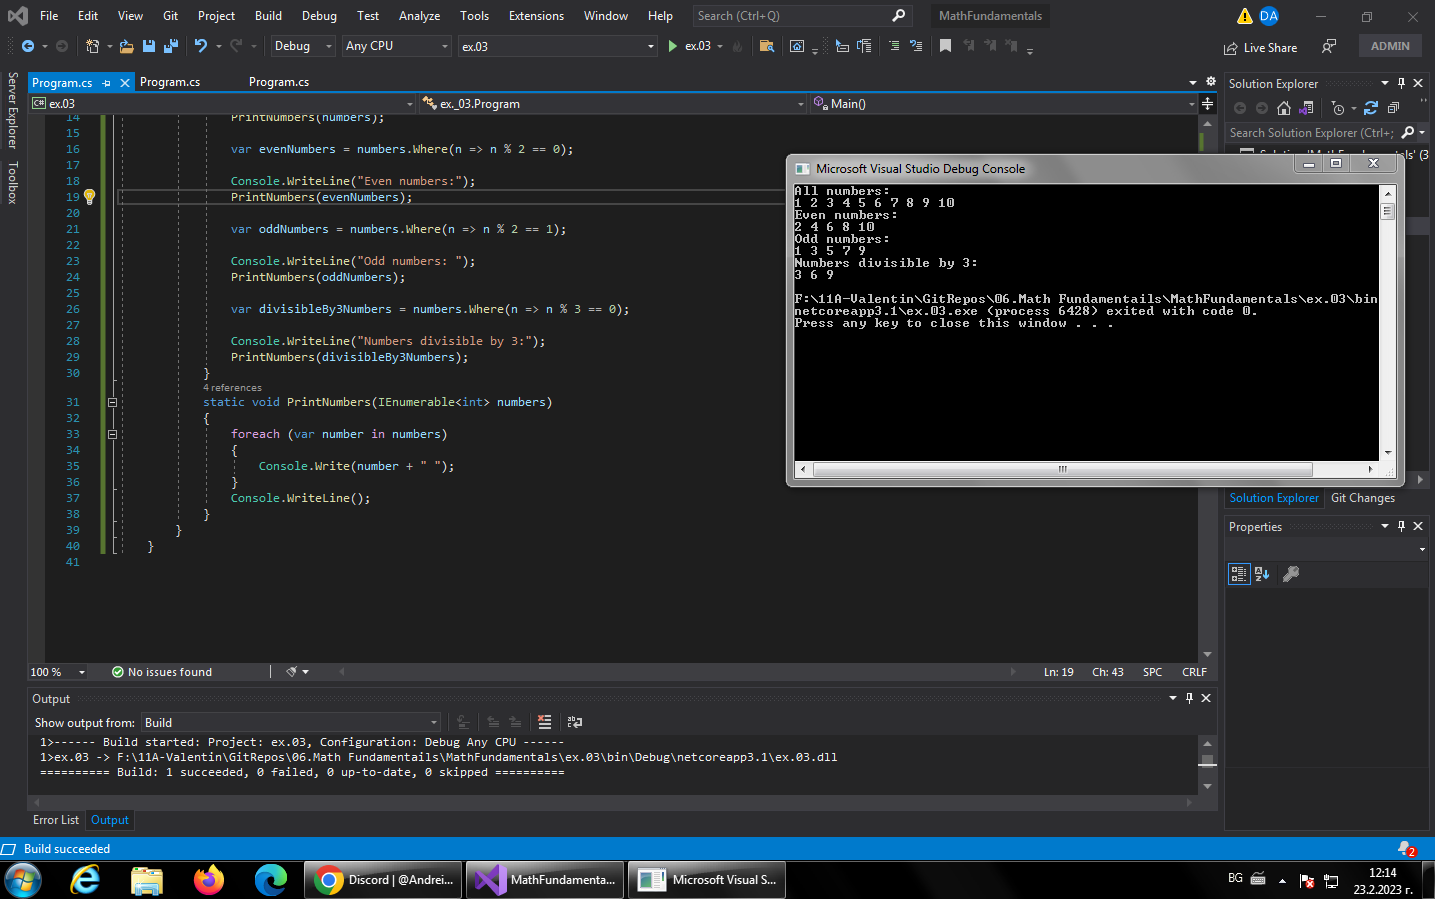 File Edit View Git Project Build Debug Test Analyze Tools Extensions Window Help Search (Ctrl+Q) MathFundamentals DA
Debug Any CPU ex.03 ex.03 Live Share ADMIN
Server Explorer
Toolbox
Program.cs Program.cs Program.cs
C# ex.03 ex._03.Program Main()
14 PrintNumbers(numbers);
15
16 var evenNumbers = numbers.Where(n => n % 2 == 0);
17
18 Console.WriteLine("Even numbers:");
19 PrintNumbers(evenNumbers);
20
21 var oddNumbers = numbers.Where(n => n % 2 == 1);
22
23 Console.WriteLine("Odd numbers: ");
24 PrintNumbers(oddNumbers);
25
26 var divisibleBy3Numbers = numbers.Where(n => n % 3 == 0);
27
28 Console.WriteLine("Numbers divisible by 3:");
29 PrintNumbers(divisibleBy3Numbers);
30 }
4 references
31 static void PrintNumbers(IEnumerable<int> numbers)
32 {
33 foreach (var number in numbers)
34 {
35 Console.Write(number + " ");
36 }
37 Console.WriteLine();
38 }
39 }
40 }
41
100 % No issues found Ln: 19 Ch: 43 SPC CRLF
Microsoft Visual Studio Debug Console
All numbers:
1 2 3 4 5 6 7 8 9 10
Even numbers:
2 4 6 8 10
Odd numbers:
1 3 5 7 9
Numbers divisible by 3:
3 6 9
F:\11A-Valentin\GitRepos\06.Math Fundamentails\MathFundamentals\ex.03\bin
netcoreapp3.1\ex.03.exe (process 6428) exited with code 0.
Press any key to close this window . . .
Solution Explorer
Search Solution Explorer (Ctrl+;
Solution Explorer Git Changes
Properties
Output
Show output from: Build
1>------ Build started: Project: ex.03, Configuration: Debug Any CPU ------
1>ex.03 -> F:\11A-Valentin\GitRepos\06.Math Fundamentails\MathFundamentals\ex.03\bin\Debug\netcoreapp3.1\ex.03.dll
========== Build: 1 succeeded, 0 failed, 0 up-to-date, 0 skipped ==========
Error List Output
Build succeeded 2
Discord | @Andrei... MathFundamenta... Microsoft Visual S... BG 12:14
23.2.2023 г.